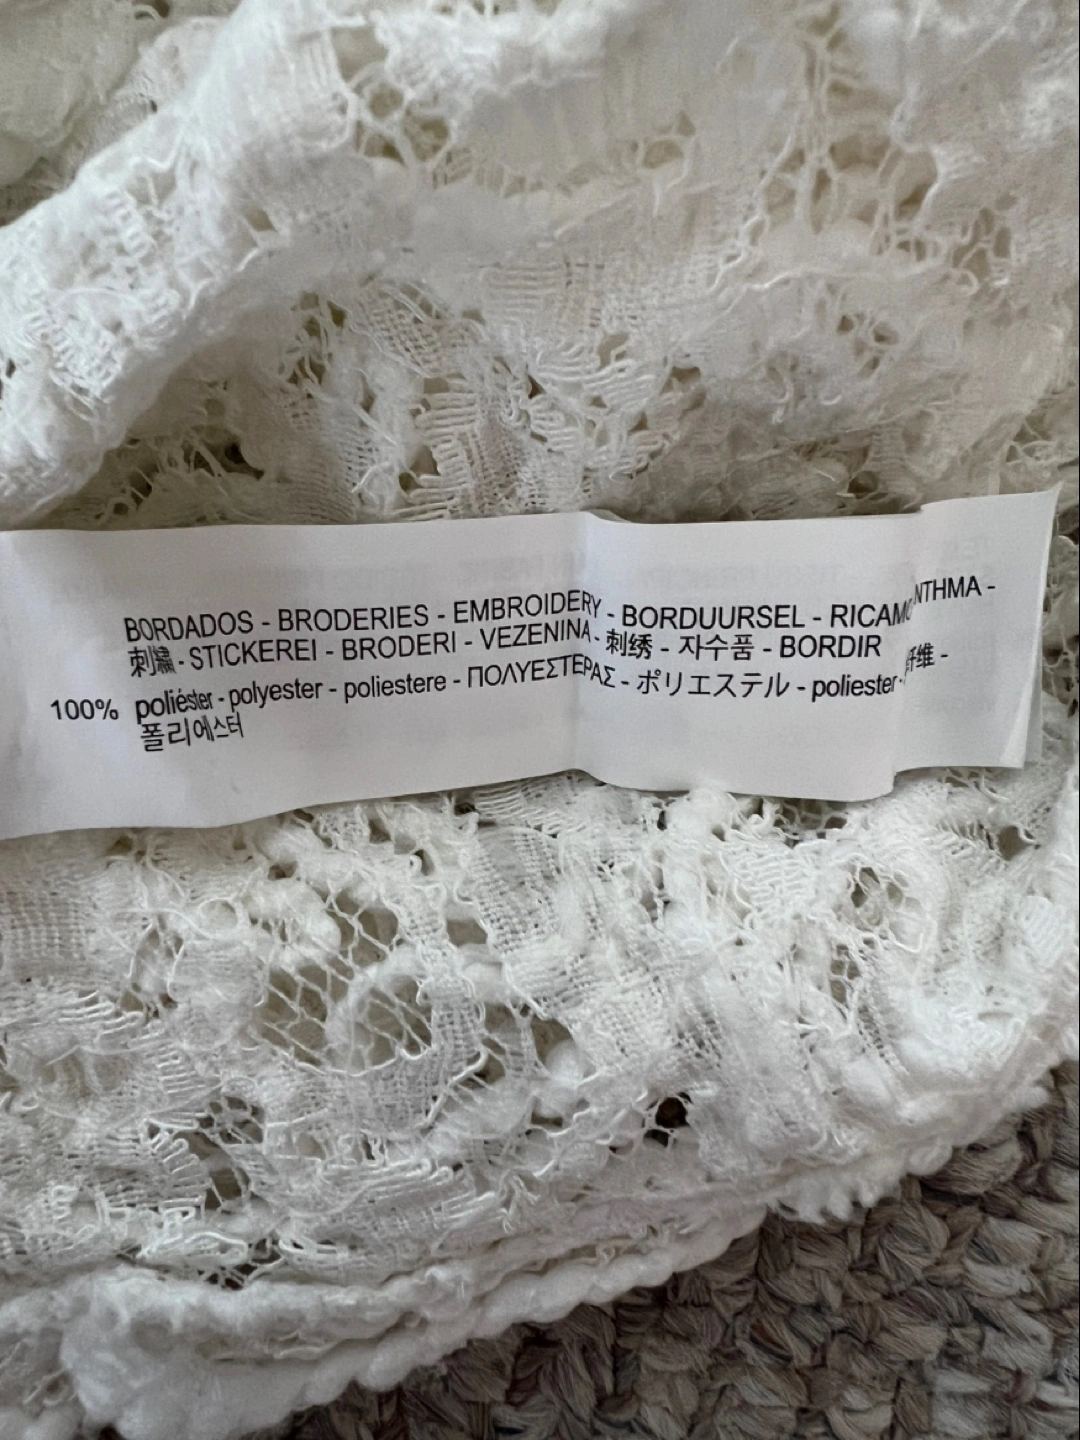 BORDADOS - BRODERIES - EMBROIDERY - BORDUURSEL - RICAMO
刺繍 - STICKEREI - BRODERI - VEZENINA - 刺绣 - 자수품 - BORDIR
100% poliéster - polyester - poliestere - ΠΟΛΥΕΣΤΕΡΑΣ - ポリエステル - poliester -
폴리에스터